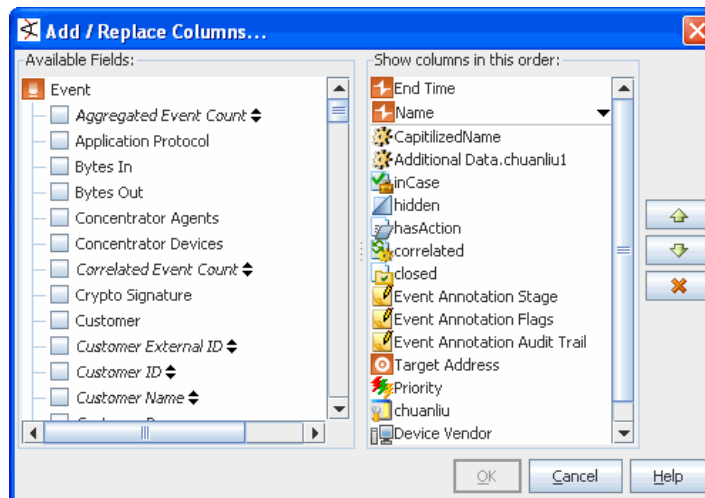 Add / Replace Columns...
Available Fields:
Event
Aggregated Event Count
Application Protocol
Bytes In
Bytes Out
Concentrator Agents
Concentrator Devices
Correlated Event Count
Crypto Signature
Customer
Customer External ID
Customer ID
Customer Name
Show columns in this order:
End Time
Name
CapitilizedName
Additional Data.chuanliu1
inCase
hidden
hasAction
correlated
closed
Event Annotation Stage
Event Annotation Flags
Event Annotation Audit Trail
Target Address
Priority
chuanliu
Device Vendor
OK
Cancel
Help